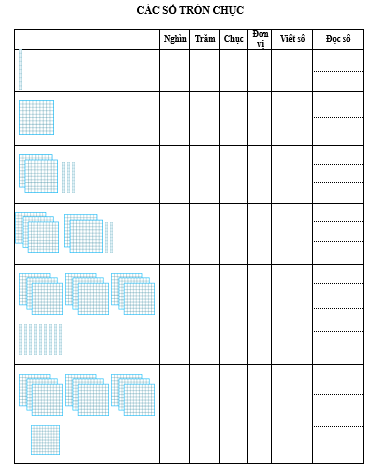 CÁC SỐ TRÒN CHỤC
Nghìn Trăm Chục Đơn vị Viết số Đọc số